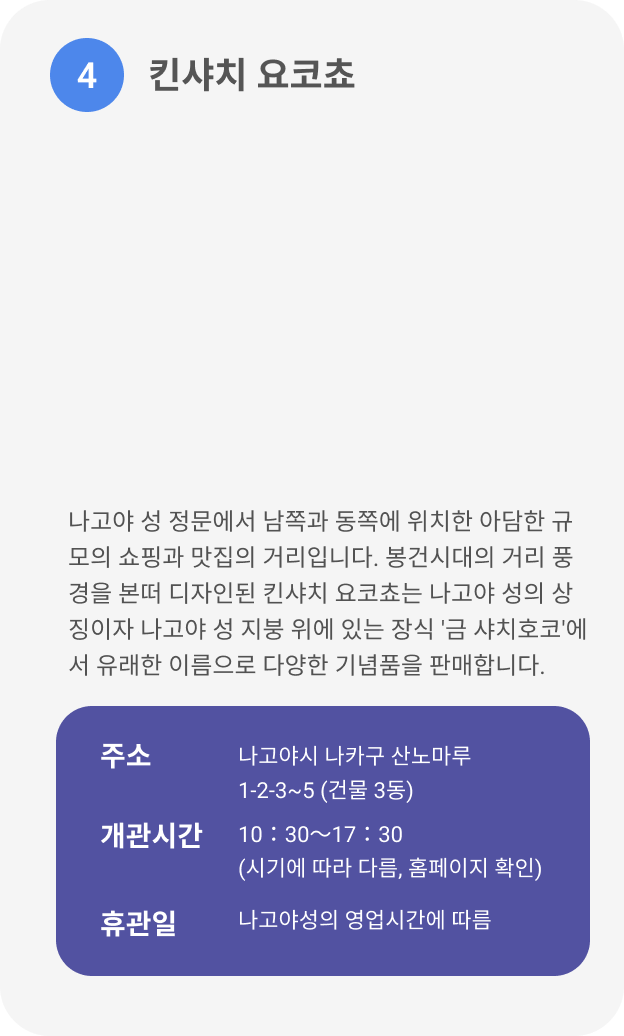 4 킨샤치 요코쵸
나고야 성 정문에서 남쪽과 동쪽에 위치한 아담한 규
모의 쇼핑과 맛집의 거리입니다. 봉건시대의 거리 풍
경을 본떠 디자인된 킨샤치 요코쵸는 나고야 성의 상
징이자 나고야 성 지붕 위에 있는 장식 '금 샤치호코'에
서 유래한 이름으로 다양한 기념품을 판매합니다.
주소 나고야시 나카구 산노마루
1-2-3~5 (건물 3동)
개관시간 10：30〜17：30
(시기에 따라 다름, 홈페이지 확인)
휴관일 나고야성의 영업시간에 따름